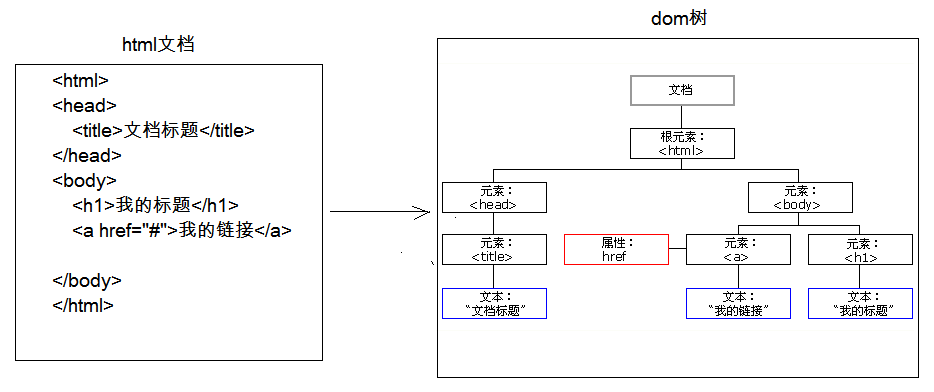 html文档
<html>
<head>
<title>文档标题</title>
</head>
<body>
<h1>我的标题</h1>
<a href="#">我的链接</a>
</body>
</html>
dom树
文档
根元素：
<html>
元素：
<head>
元素：
<body>
元素：
<title>
属性：
href
元素：
<a>
元素：
<h1>
文本：
“文档标题”
文本：
“我的链接”
文本：
“我的标题”